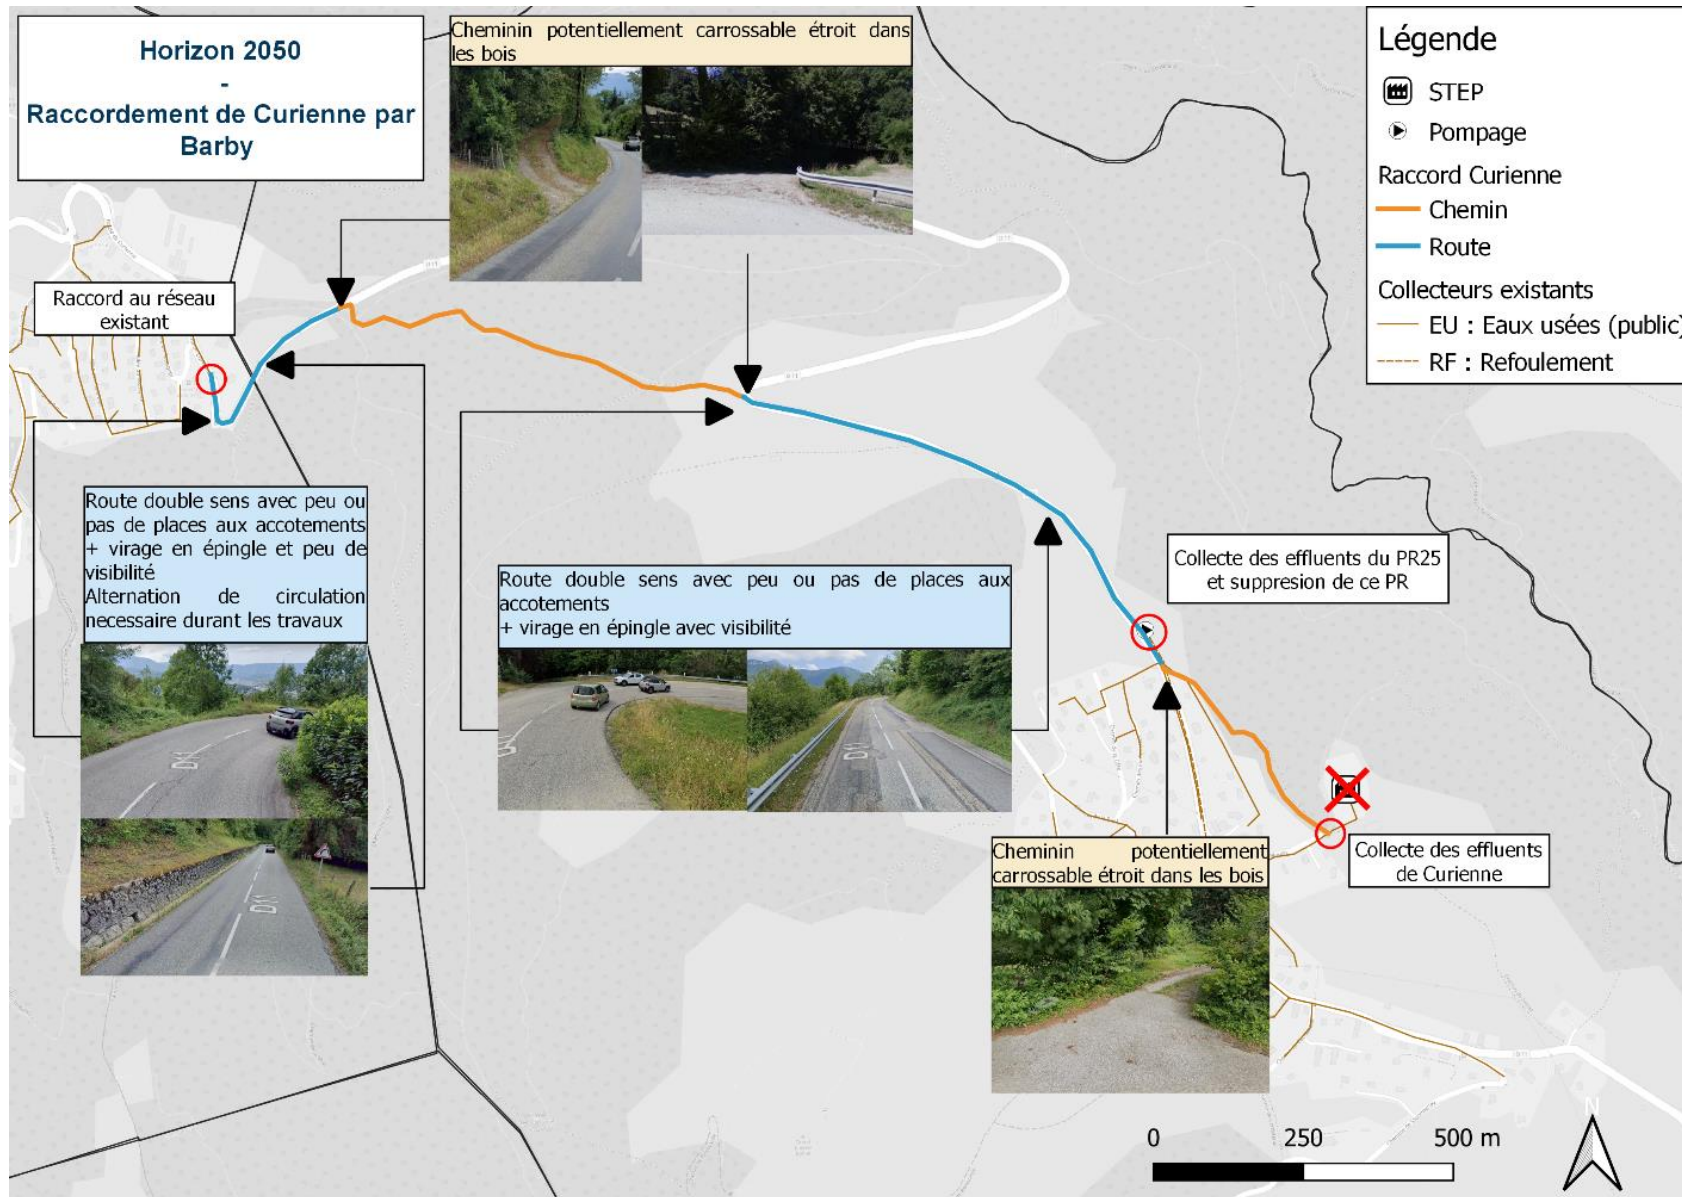 Horizon 2050
-
Raccordement de Curienne par
Barby
Cheminin potentiellement carrossable étroit dans
les bois
Légende
STEP
Pompage
Raccord Curienne
Chemin
Route
Collecteurs existants
EU : Eaux usées (public)
RF : Refoulement
Raccord au réseau
existant
Route double sens avec peu ou
pas de places aux accotements
+ virage en épingle et peu de
visibilité
Alternation de circulation
necessaire durant les travaux
D11
D11
Route double sens avec peu ou pas de places aux
accotements
+ virage en épingle avec visibilité
D11
Collecte des effluents du PR25
et suppresion de ce PR
Cheminin potentiellement
carrossable étroit dans les bois
Collecte des effluents
de Curienne
0 250 500 m
N